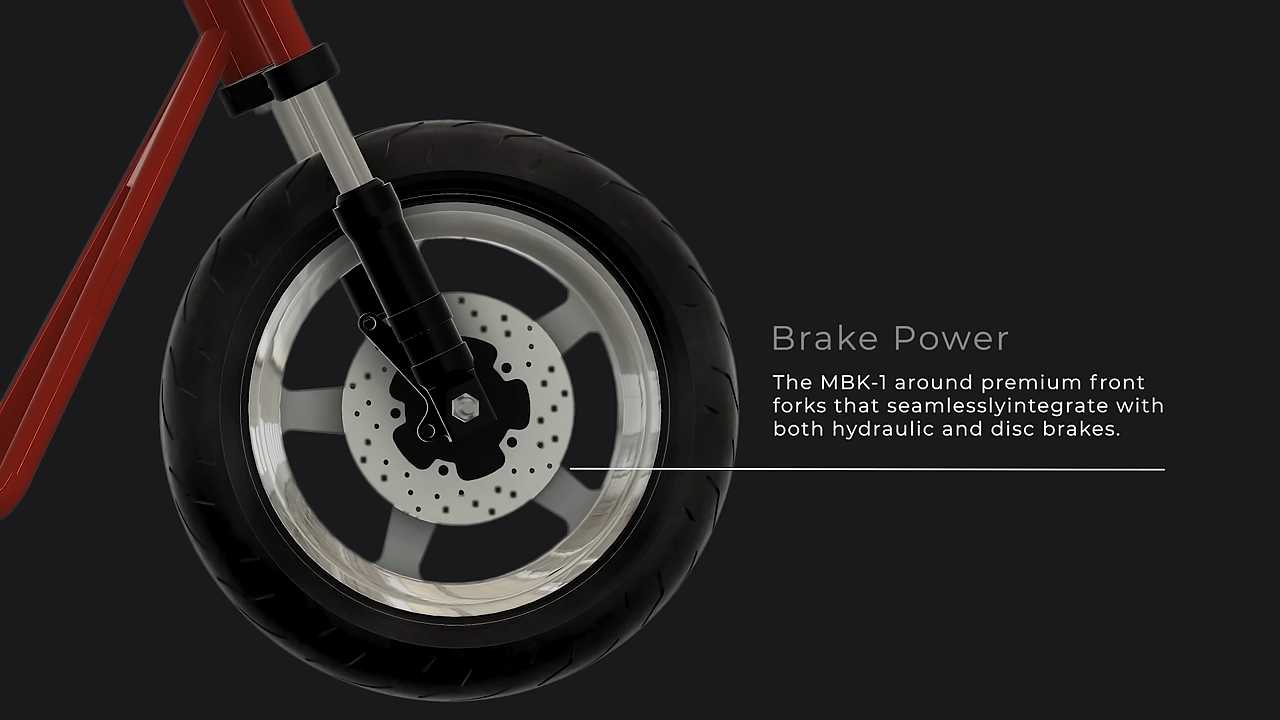 Brake Power
The MBK-1 around premium front
forks that seamlesslyintegrate with
both hydraulic and disc brakes.